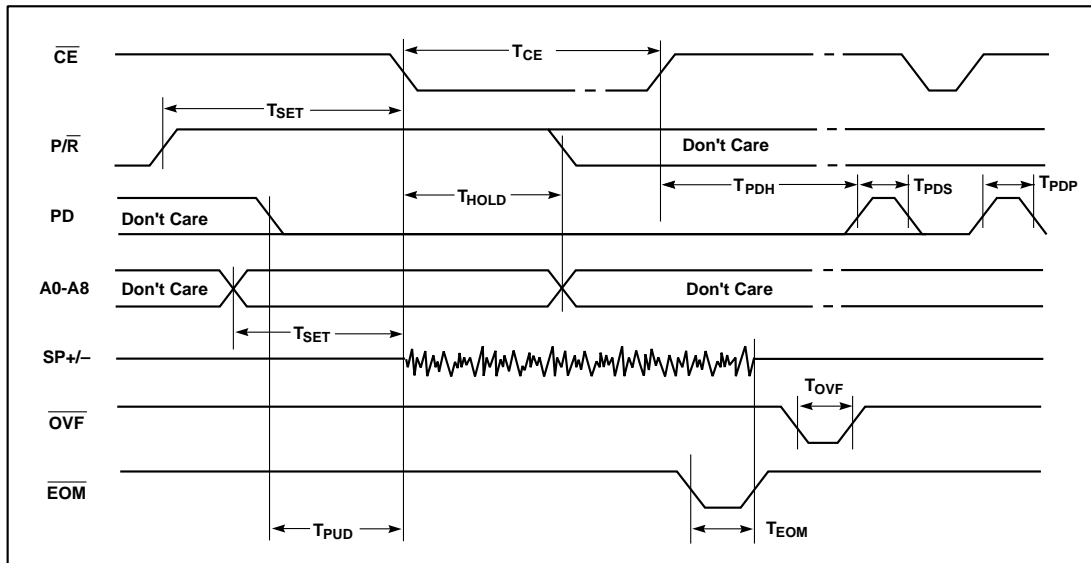 CE
TCE
TSET
P/R
Don't Care
TPDH
TPDS
TPDP
THOLD
PD
Don't Care
A0-A8
Don't Care
Don't Care
TSET
SP+/–
TOVF
OVF
EOM
TPUD
TEOM